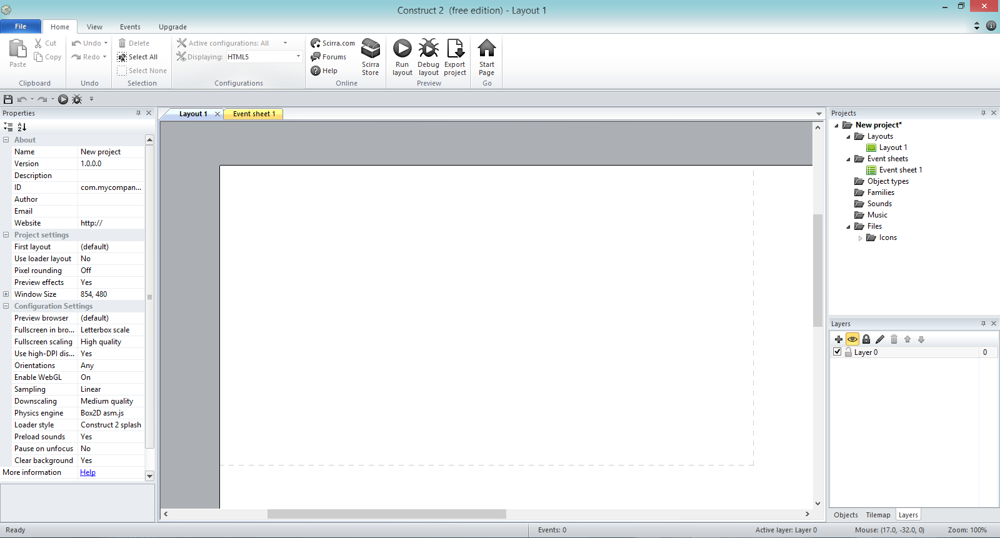 Construct 2 (free edition) - Layout 1
File Home View Events Upgrade
Paste
Cut
Copy
Clipboard
Undo
Redo
Undo
Delete
Select All
Select None
Selection
Active configurations: All
Displaying: HTML5
Configurations
Scirra.com
Forums
Help
Scirra Store
Online
Run layout
Debug layout
Export project
Preview
Start Page
Go
Properties
About
Name New project
Version 1.0.0.0
Description
ID com.mycompan...
Author
Email
Website http://
Project settings
First layout (default)
Use loader layout No
Pixel rounding Off
Preview effects Yes
Window Size 854, 480
Configuration Settings
Preview browser (default)
Fullscreen in bro... Letterbox scale
Fullscreen scaling High quality
Use high-DPI dis... Yes
Orientations Any
Enable WebGL On
Sampling Linear
Downscaling Medium quality
Physics engine Box2D asm.js
Loader style Construct 2 splash
Preload sounds Yes
Pause on unfocus No
Clear background Yes
More information Help
Layout 1 Event sheet 1
Projects
New project*
Layouts
Layout 1
Event sheets
Event sheet 1
Object types
Families
Sounds
Music
Files
Icons
Layers
Layer 0 0
Objects Tilemap Layers
Ready Events: 0 Active layer: Layer 0 Mouse: (17.0, -32.0, 0) Zoom: 100%